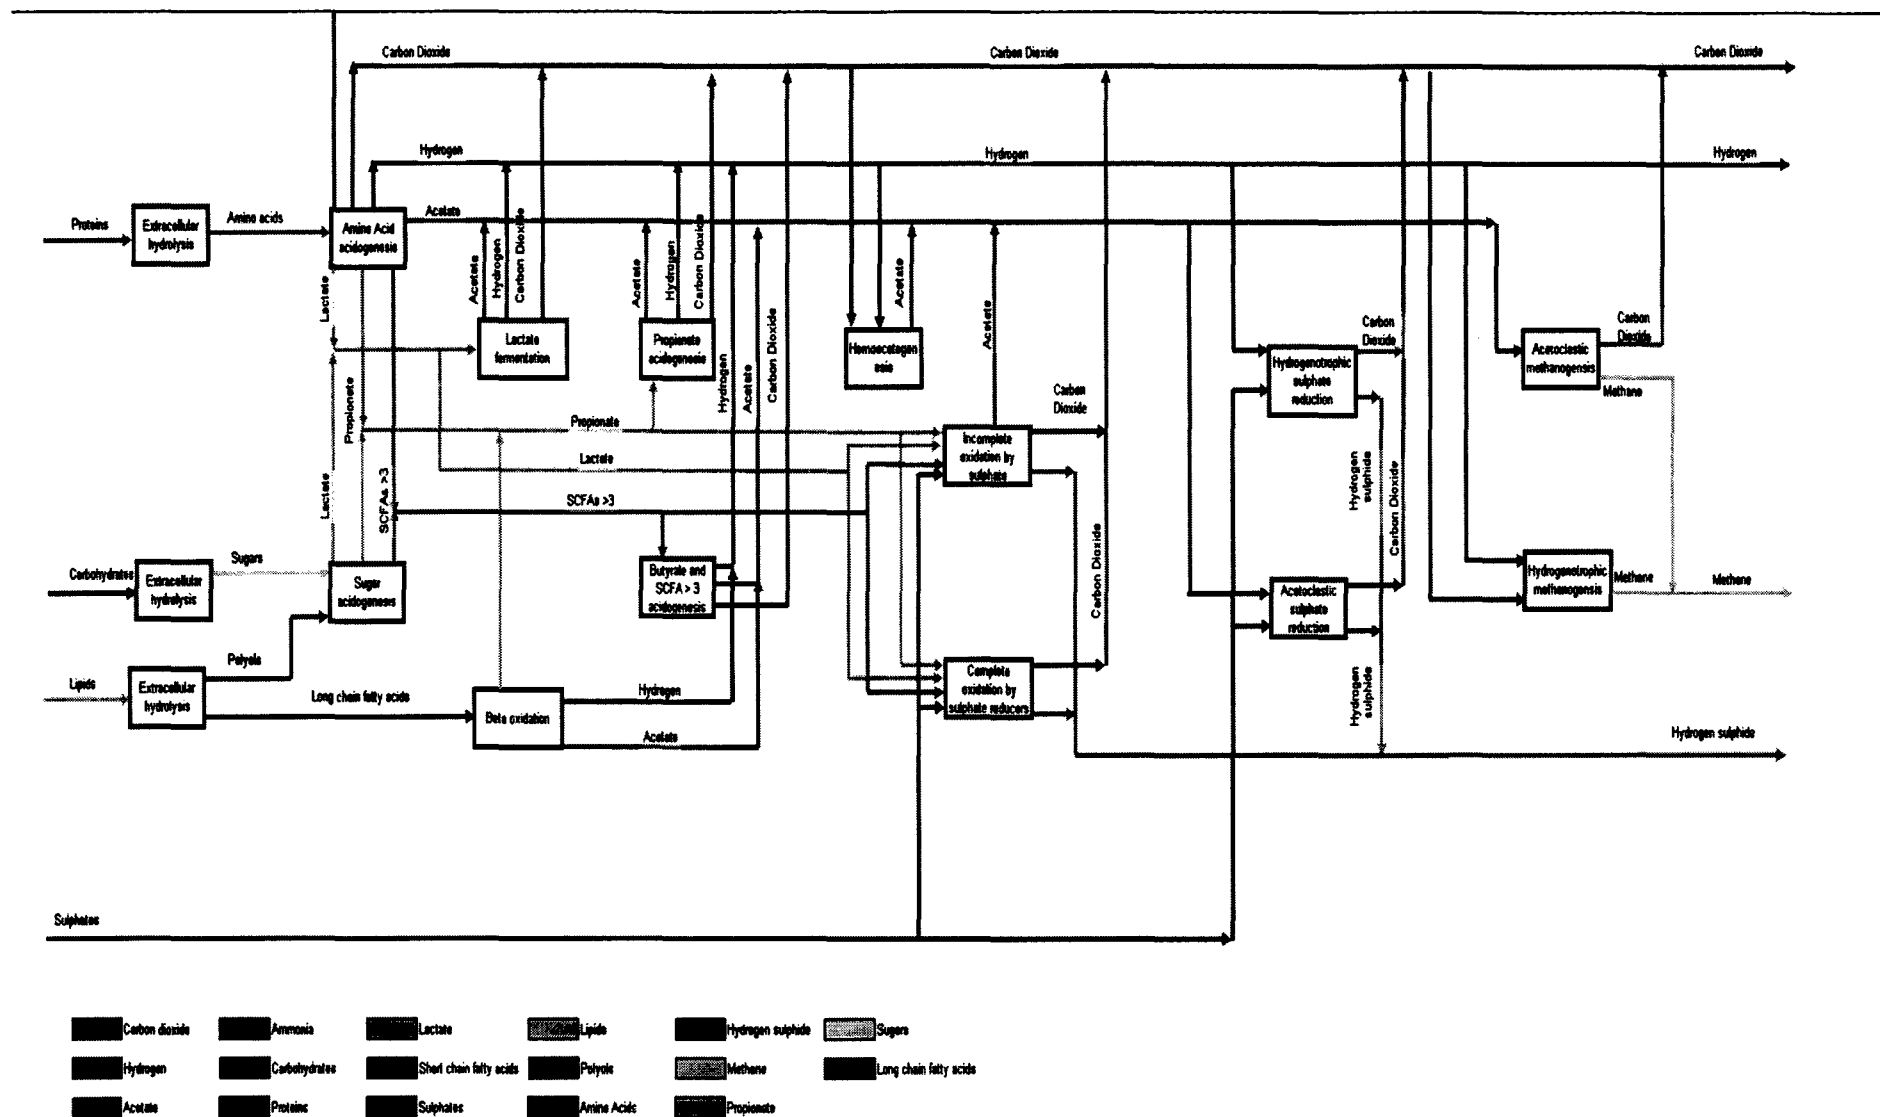 Carbon Dioxide
Carbon Dioxide
Carbon Dioxide
Hydrogen
Hydrogen
Hydrogen
Proteins
Extracellular
hydrolysis
Amino acids
Amino Acid
acidogenesis
Acetate
Lactate
Acetate
Hydrogen
Carbon Dioxide
Acetate
Hydrogen
Carbon Dioxide
Acetate
Acetate
Lactate
fermentation
Propionate
acidogenesis
Homoacetogen
esis
Hydrogen
Acetate
Carbon Dioxide
Carbon
Dioxide
Hydrogenotrophic
sulphate
reduction
Carbon
Dioxide
Acetoclastic
methanogensis
Methane
Propionate
Lactate
SCFAs >3
Propionate
Lactate
SCFAs >3
Carbon
Dioxide
Incomplete
oxidation by
sulphate
Hydrogen
sulphide
Carbon Dioxide
Carbon Dioxide
Carbohydrates
Extracellular
hydrolysis
Sugars
Sugar
acidogenesis
Butyrate and
SCFA > 3
acidogenesis
Acetoclastic
sulphate
reduction
Hydrogenotrophic
methanogensis
Methane
Methane
Polyols
Lipids
Extracellular
hydrolysis
Long chain fatty acids
Beta oxidation
Hydrogen
Acetate
Complete
oxidation by
sulphate reducers
Hydrogen
sulphide
Hydrogen sulphide
Sulphates
Carbon dioxide
Ammonia
Lactate
Lipids
Hydrogen sulphide
Sugars
Hydrogen
Carbohydrates
Short chain fatty acids
Polyols
Methane
Long chain fatty acids
Acetate
Proteins
Sulphates
Amino Acids
Propionate